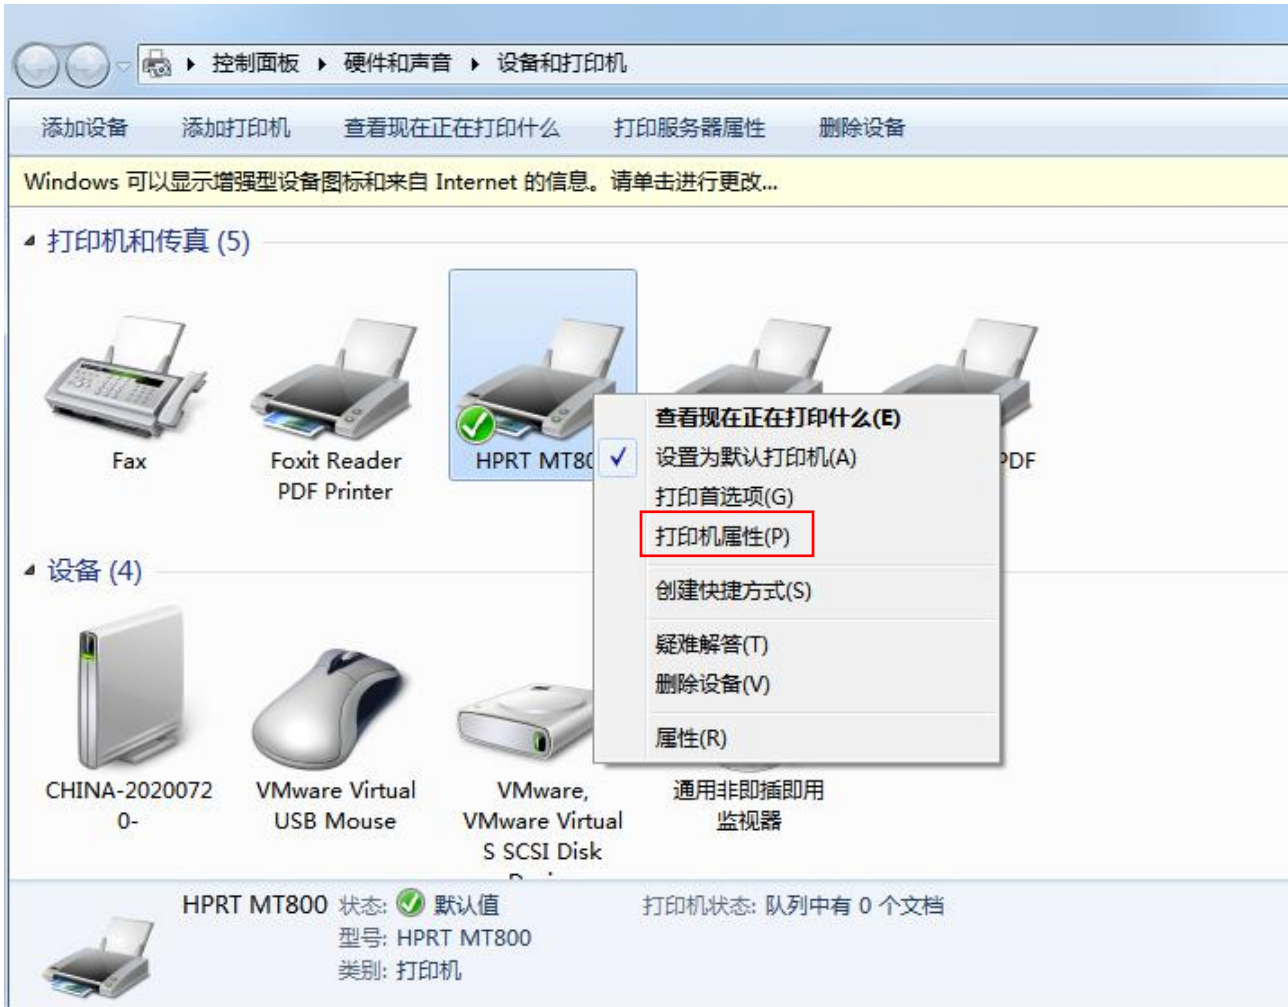 控制面板 硬件和声音 设备和打印机
添加设备 添加打印机 查看现在正在打印什么 打印服务器属性 删除设备
Windows 可以显示增强型设备图标和来自 Internet 的信息。请单击进行更改...
打印机和传真 (5)
Fax
Foxit Reader
PDF Printer
HPRT MT80
PDF
查看现在正在打印什么(E)
设置为默认打印机(A)
打印首选项(G)
打印机属性(P)
创建快捷方式(S)
疑难解答(T)
删除设备(V)
属性(R)
设备 (4)
CHINA-2020072
0-
VMware Virtual
USB Mouse
VMware,
VMware Virtual
S SCSI Disk
通用非即插即用
监视器
HPRT MT800 状态: 默认值 打印机状态: 队列中有 0 个文档
型号: HPRT MT800
类别: 打印机